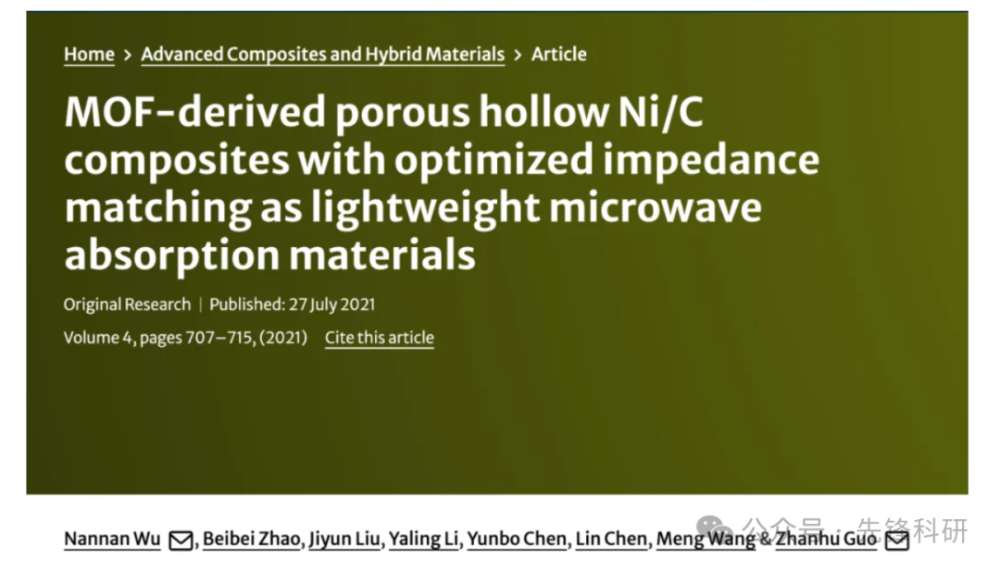 Home > Advanced Composites and Hybrid Materials > Article
MOF-derived porous hollow Ni/C
composites with optimized impedance
matching as lightweight microwave
absorption materials
Original Research | Published: 27 July 2021
Volume 4, pages 707–715, (2021) Cite this article
Nannan Wu, Beibei Zhao, Jiyun Liu, Yaling Li, Yunbo Chen, Lin Chen, Meng Wang & Zhanhu Guo
公众号 · 先锋科研